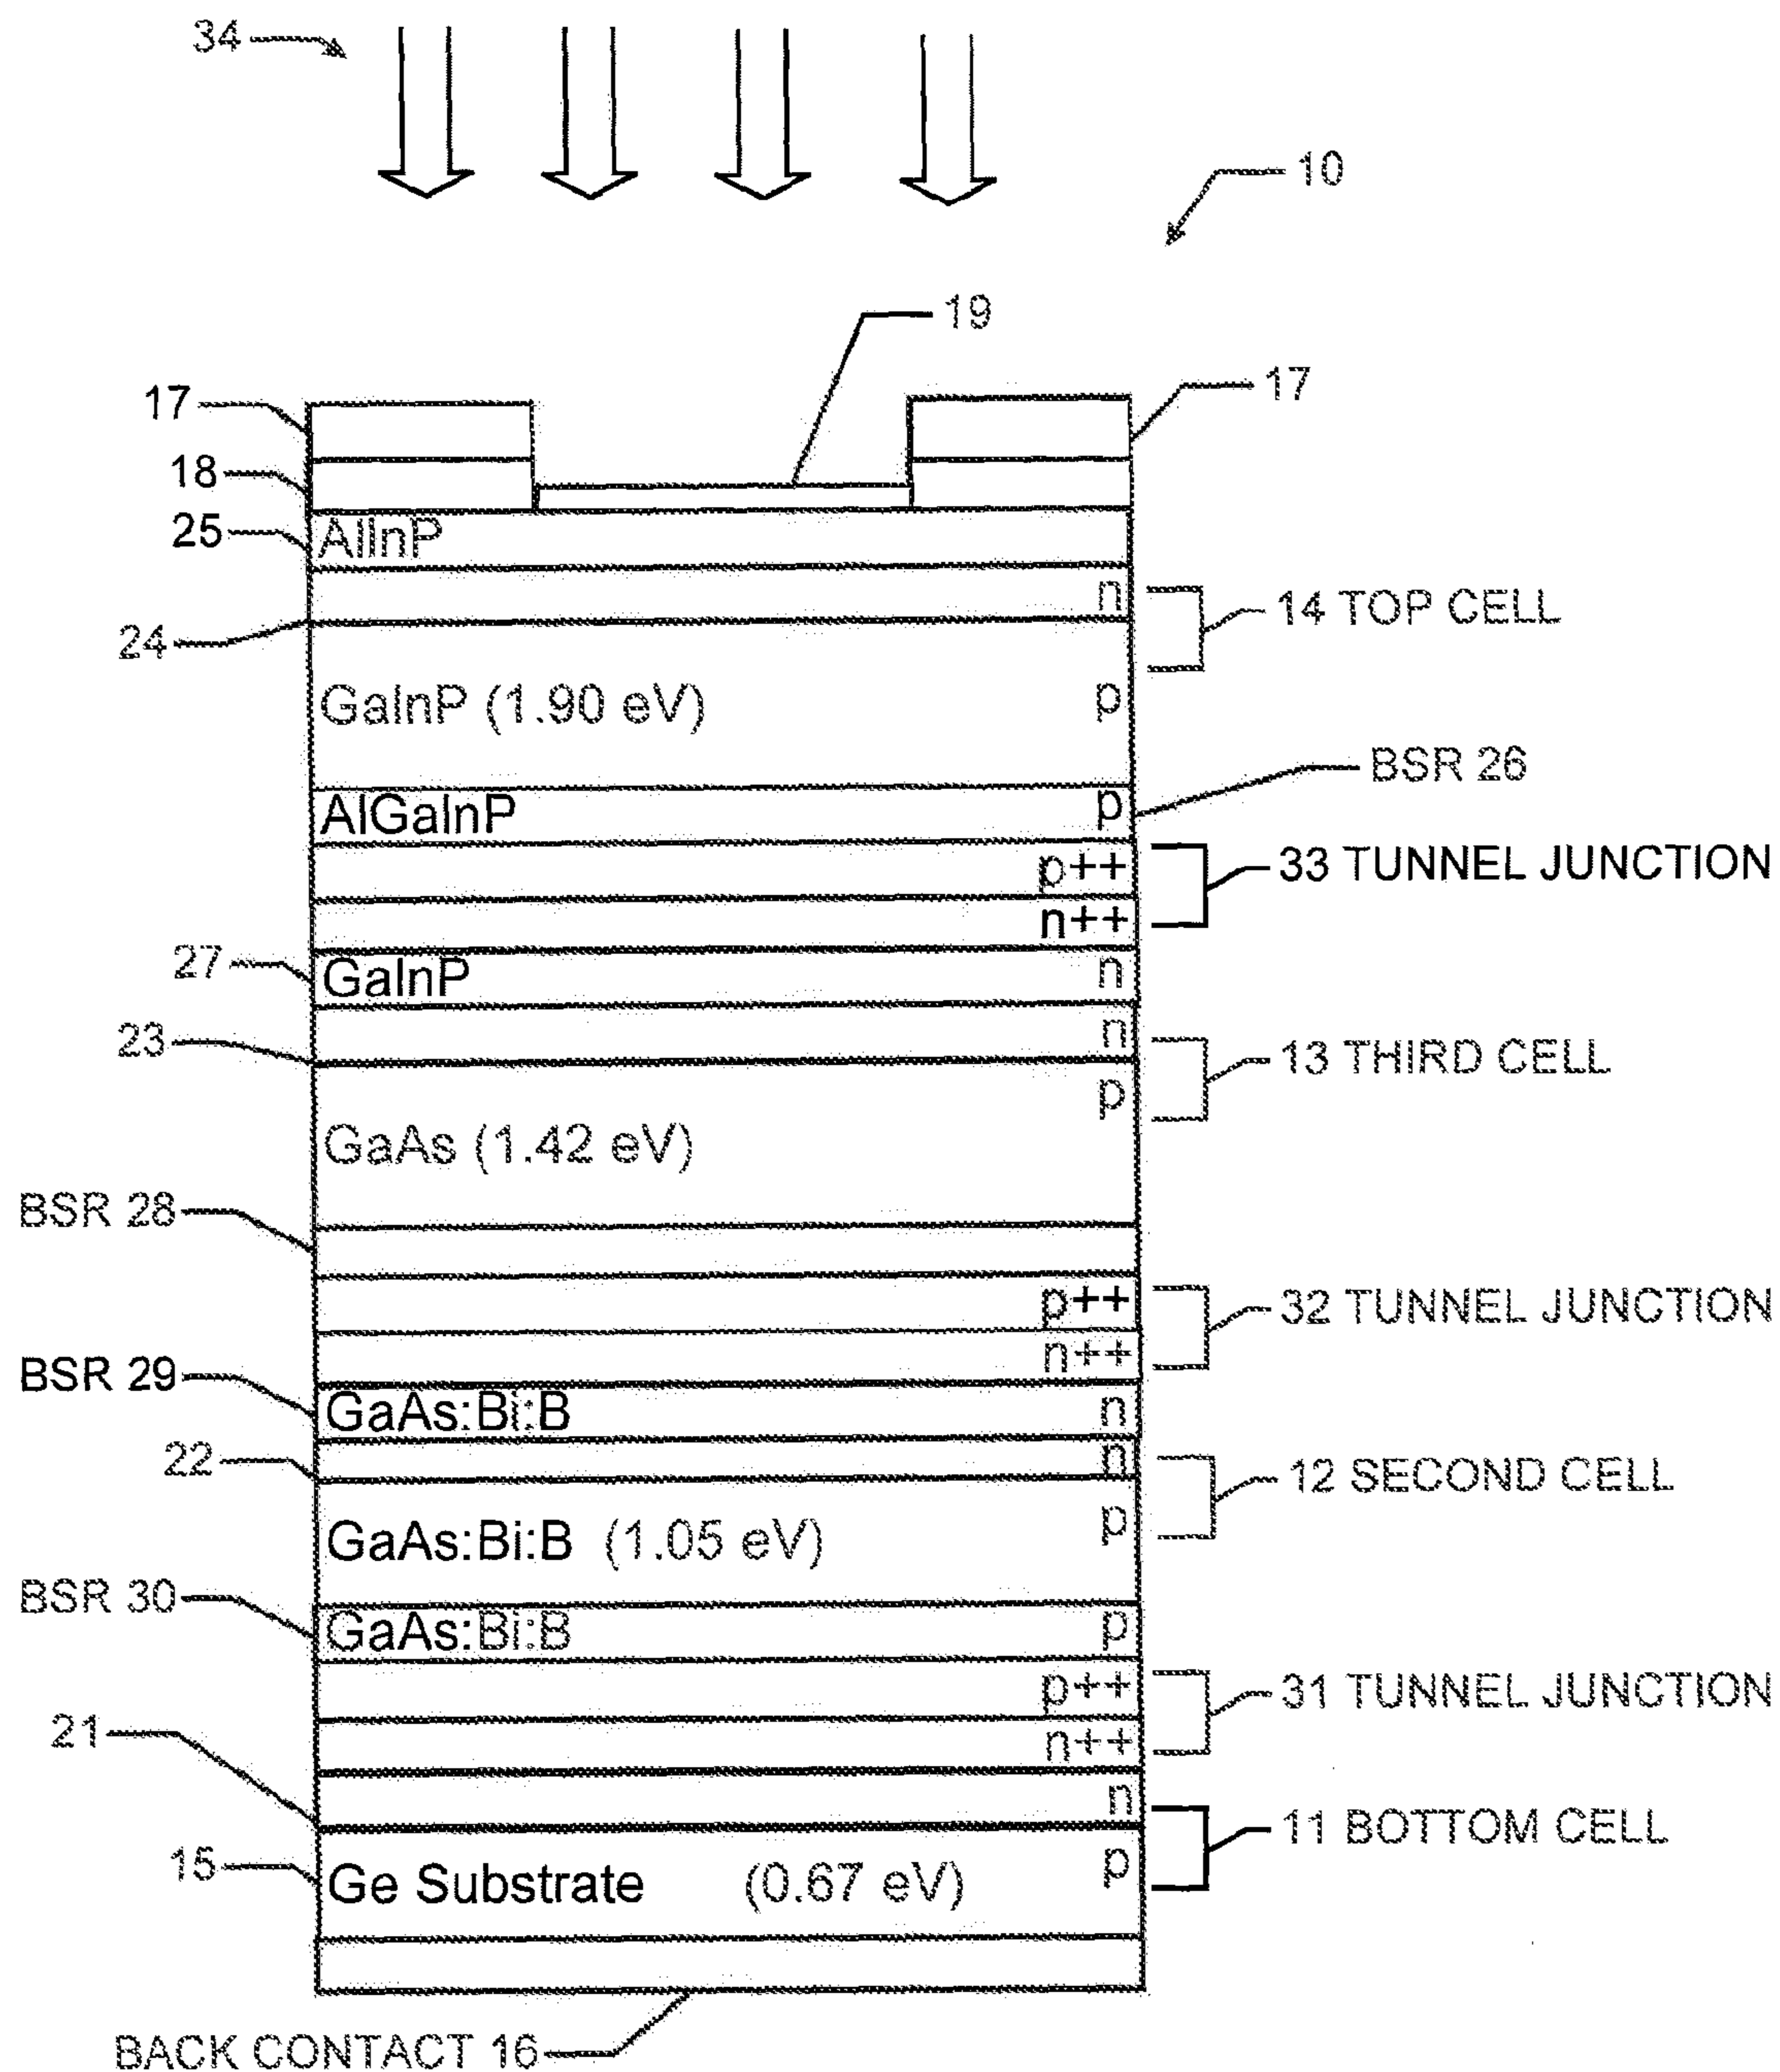 34
10
19
17
17
18
25
AlInP
n
14 TOP CELL
24
GaInP (1.90 eV)
p
BSR 26
AlGaInP
p
p++
33 TUNNEL JUNCTION
n++
27
GaInP
n
n
23
13 THIRD CELL
p
GaAs (1.42 eV)
BSR 28
p++
32 TUNNEL JUNCTION
n++
BSR 29
GaAs:Bi:B
n
22
n
12 SECOND CELL
p
GaAs:Bi:B (1.05 eV)
BSR 30
GaAs:Bi:B
p
p++
31 TUNNEL JUNCTION
21
n++
n
11 BOTTOM CELL
15
Ge Substrate (0.67 eV)
p
BACK CONTACT 16